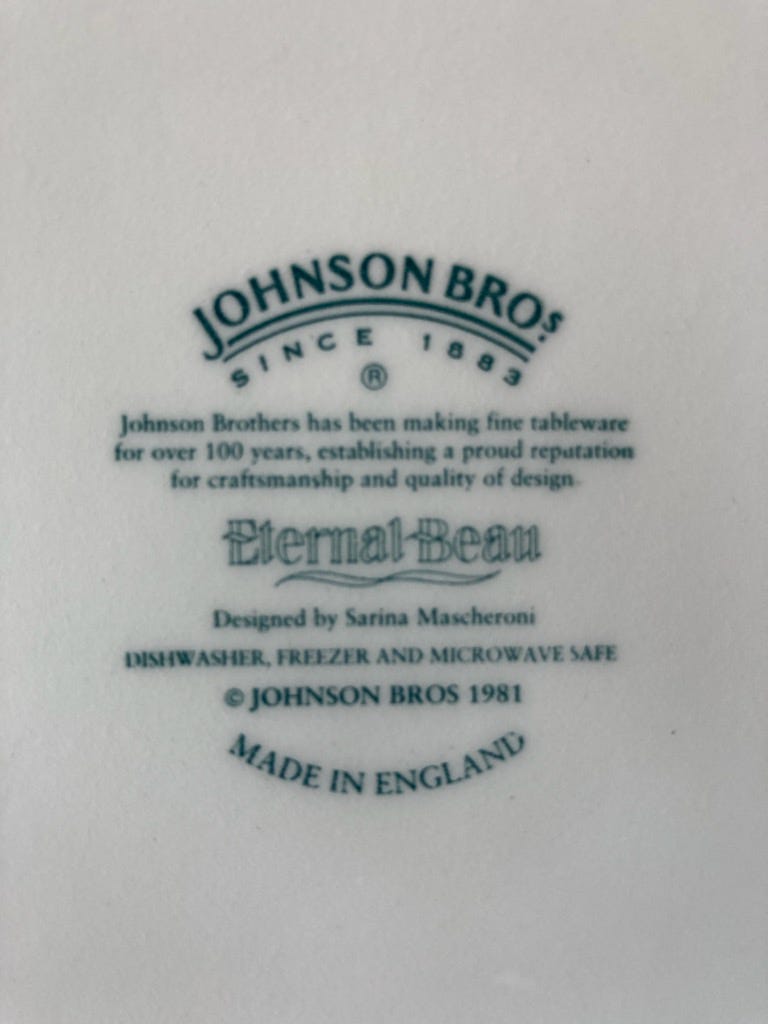 JOHNSON BROS.
SINCE 1883
®
Johnson Brothers has been making fine tableware
for over 100 years, establishing a proud reputation
for craftsmanship and quality of design.
Eternal Beau
Designed by Sarina Mascheroni
DISHWASHER, FREEZER AND MICROWAVE SAFE
© JOHNSON BROS 1981
MADE IN ENGLAND